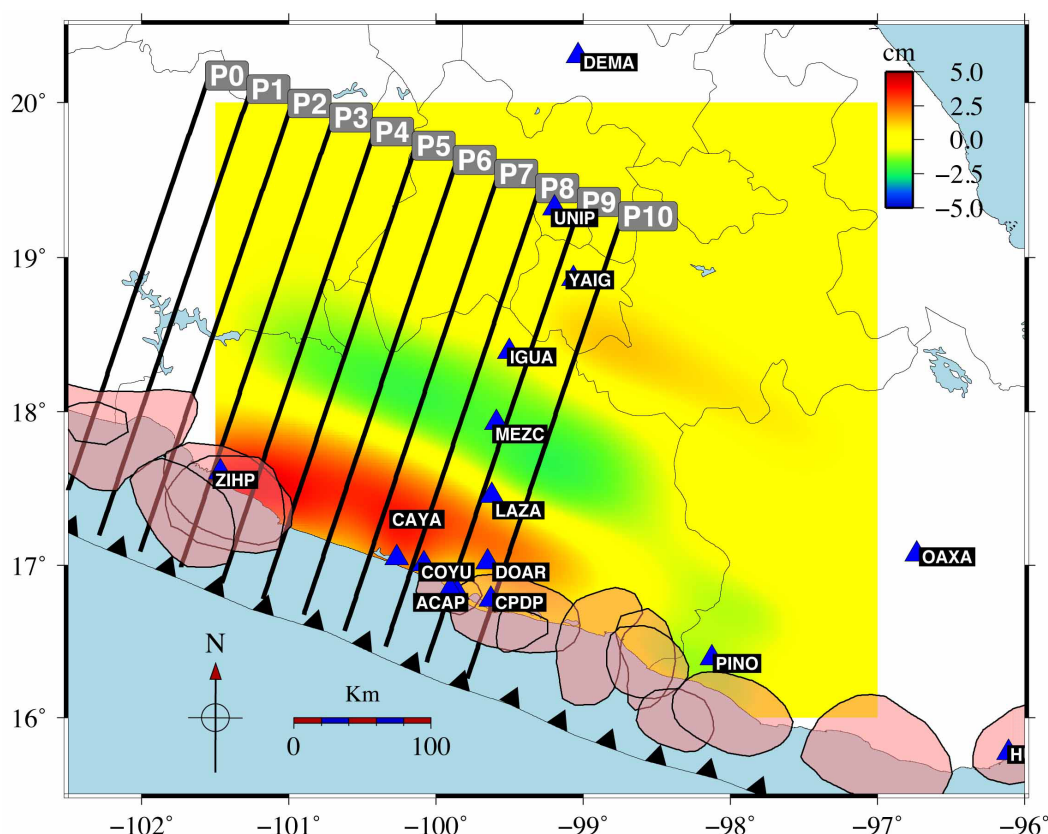 DEMA
cm
5.0
2.5
0.0
−2.5
−5.0
20°
19°
18°
17°
16°
P0
P1
P2
P3
P4
P5
P6
P7
P8
P9
P10
UNIP
YAIG
IGUA
MEZC
ZIHP
LAZA
CAYA
COYU
DOAR
OAXA
ACAP
CPDP
PINO
N
Km
0
100
−102°
−101°
−100°
−99°
−98°
−97°
−96°